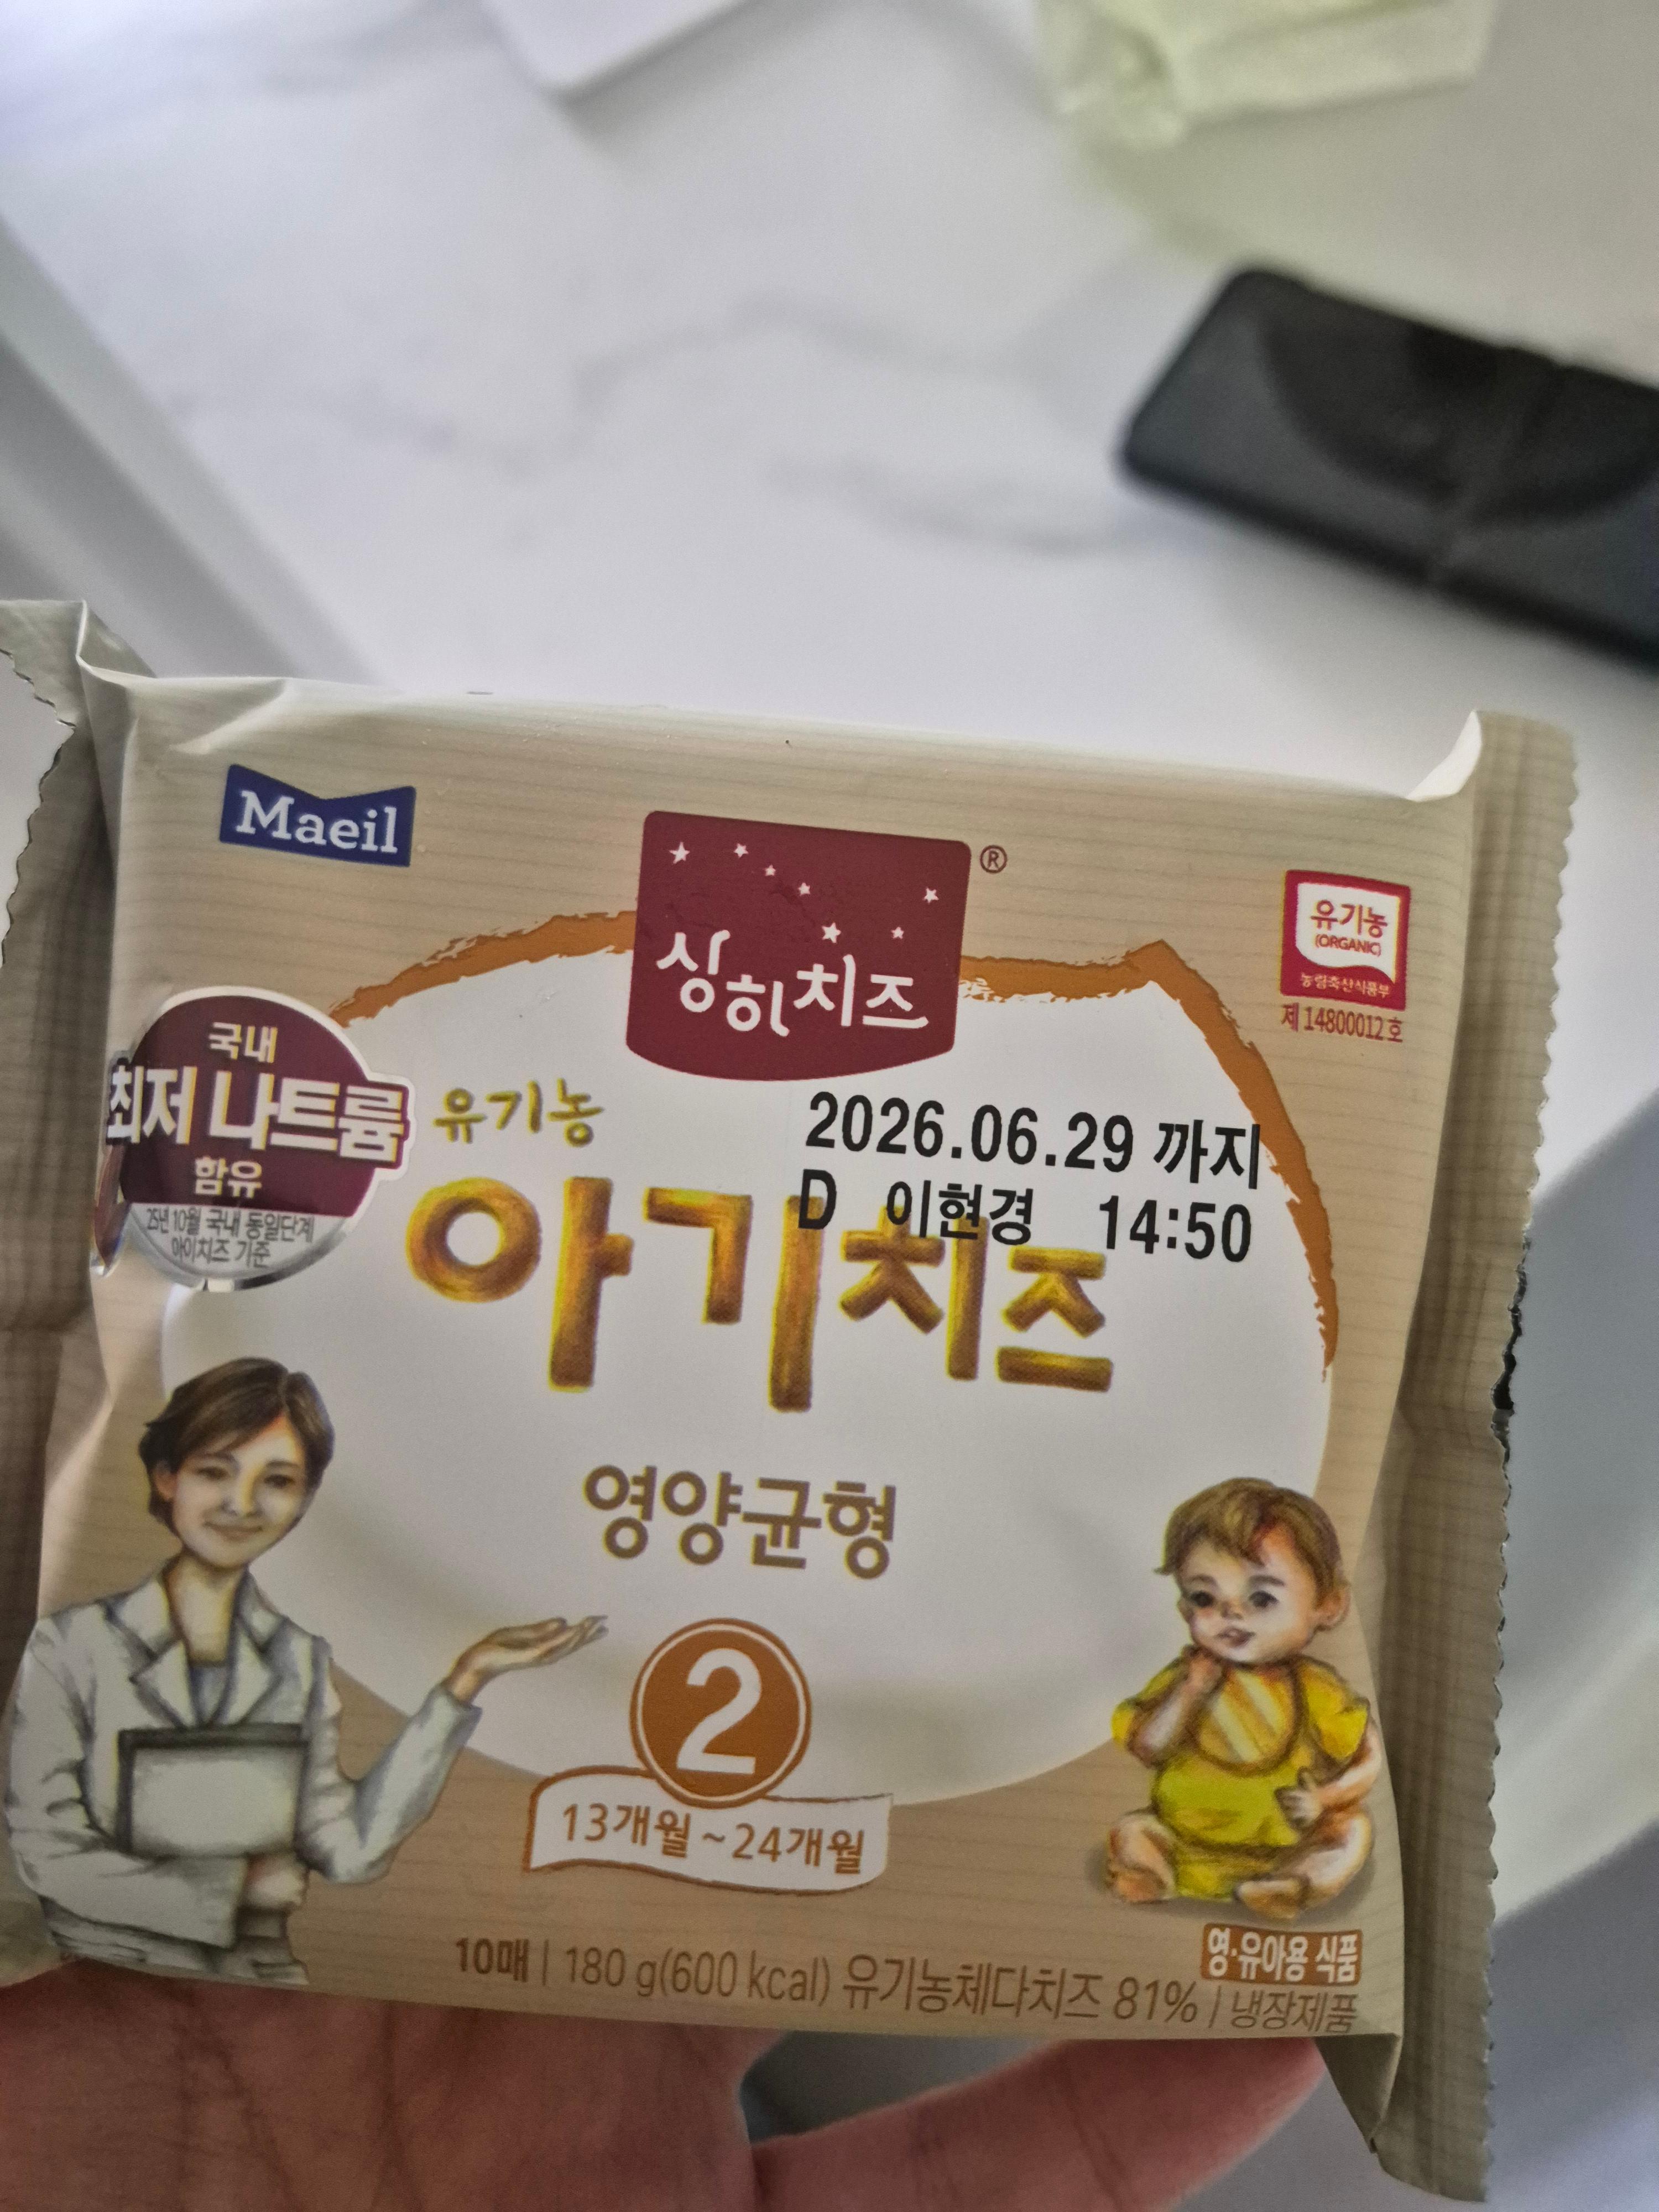 Maeil
상하치즈
®
유기농
(ORGANIC)
농림축산식품부
제 14800012 호
국내
최저 나트륨
함유
25년 10월 국내 동일단계
아이치즈 기준
유기농
2026.06.29 까지
D 이현경 14:50
아기치즈
영양균형
2
13개월 ~ 24개월
영·유아용 식품
10매 | 180 g(600 kcal) 유기농체다치즈 81% | 냉장제품